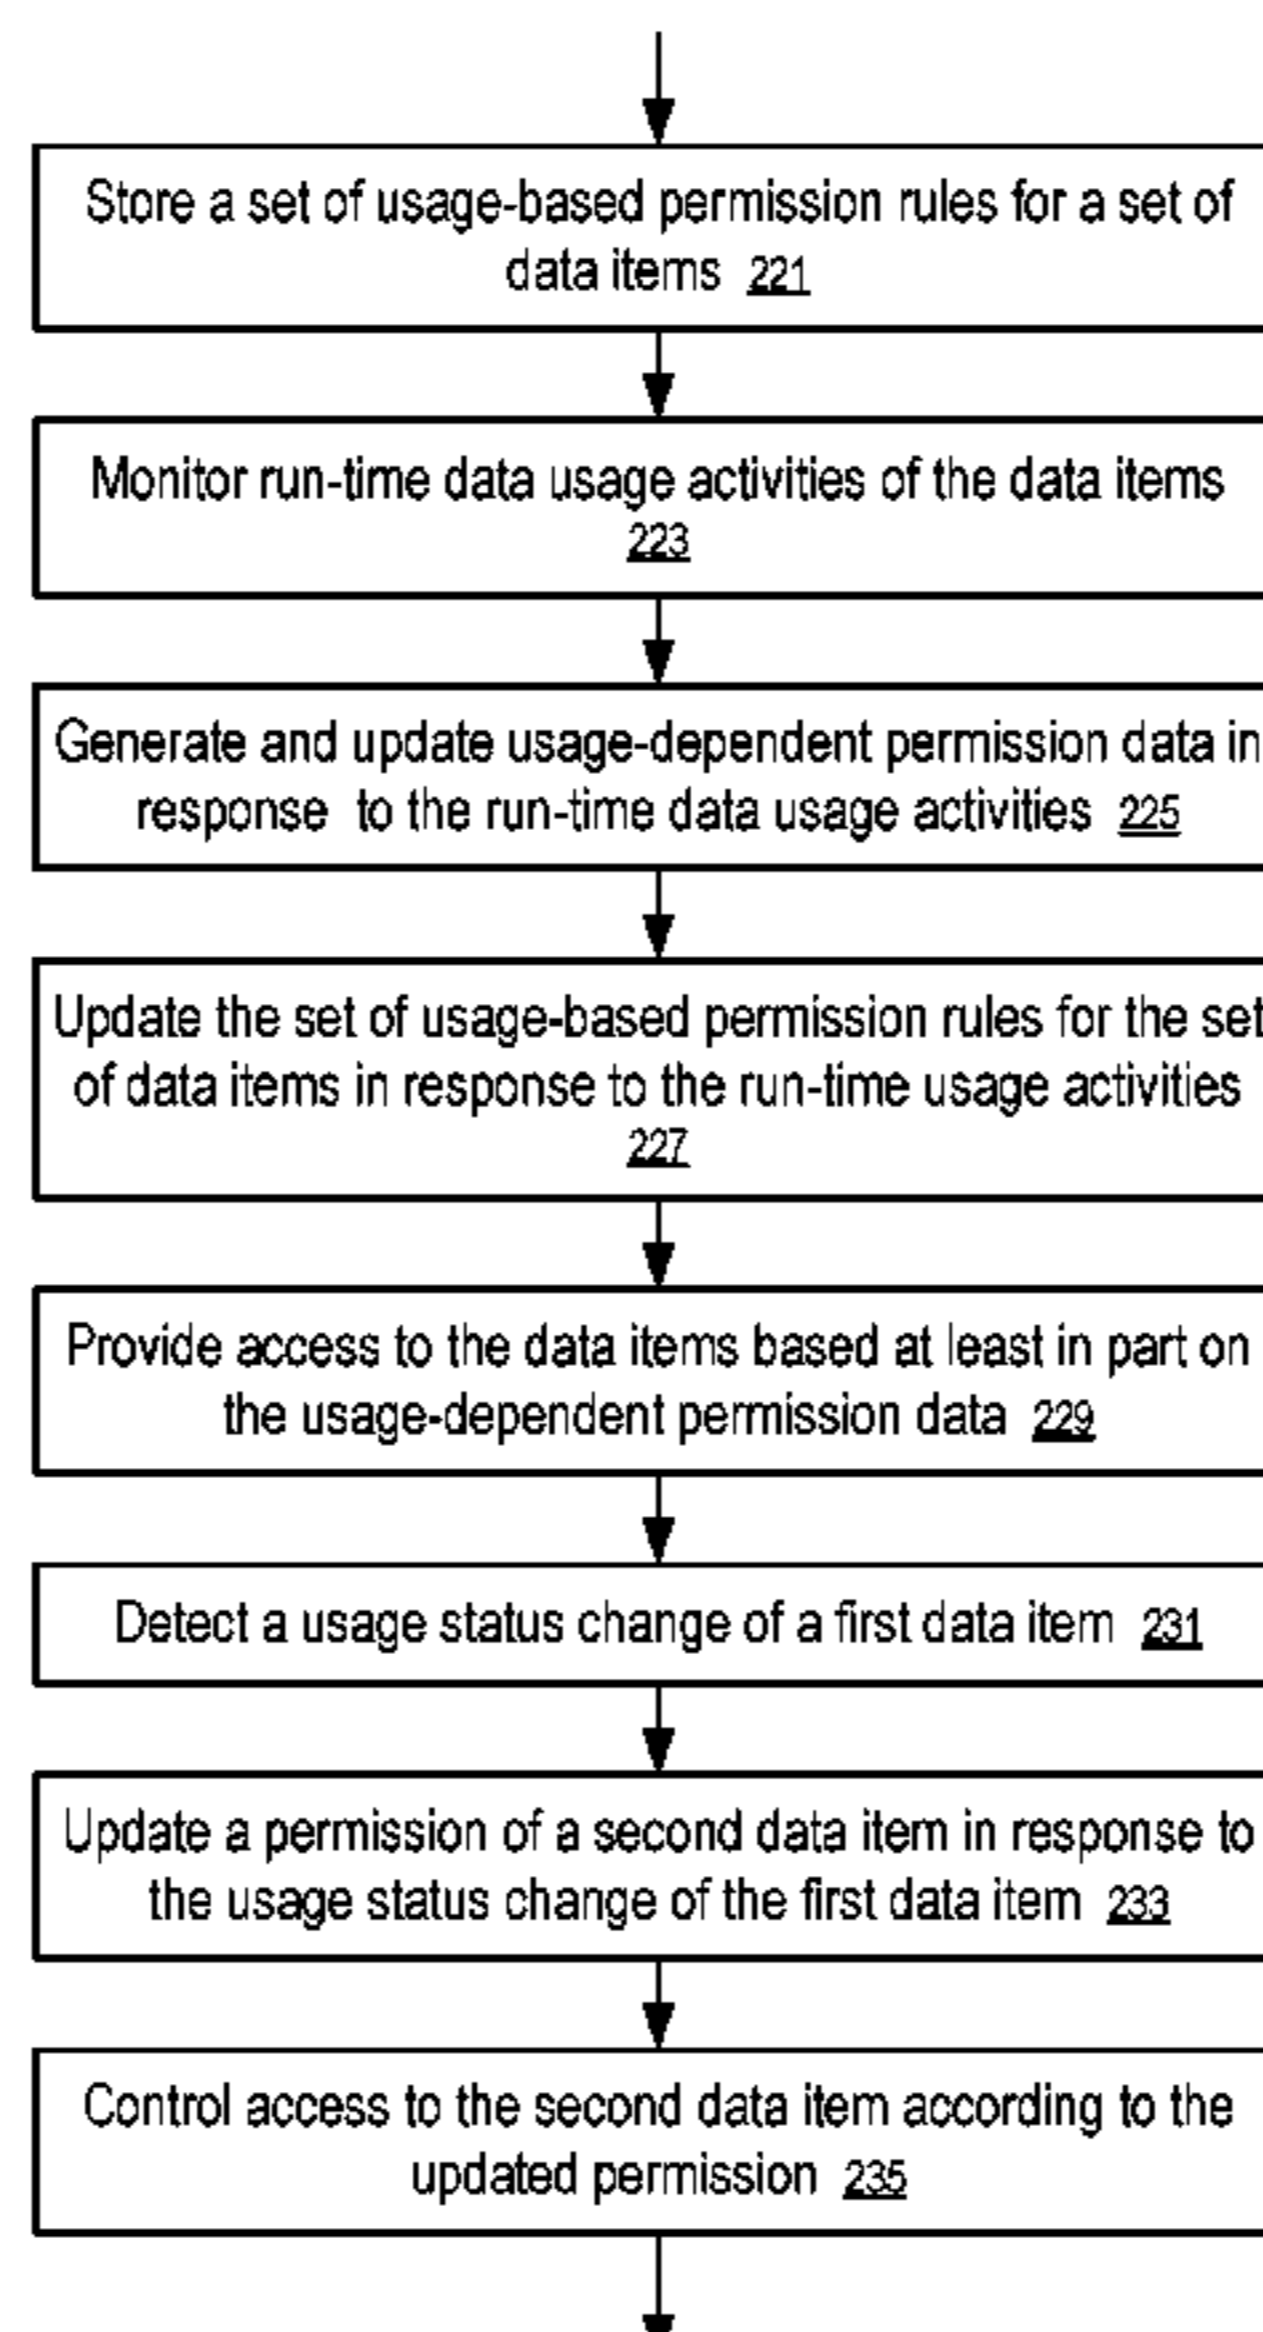 Store a set of usage-based permission rules for a set of
data items 221
Monitor run-time data usage activities of the data items
223
Generate and update usage-dependent permission data in
response to the run-time data usage activities 225
Update the set of usage-based permission rules for the set
of data items in response to the run-time usage activities
227
Provide access to the data items based at least in part on
the usage-dependent permission data 229
Detect a usage status change of a first data item 231
Update a permission of a second data item in response to
the usage status change of the first data item 233
Control access to the second data item according to the
updated permission 235